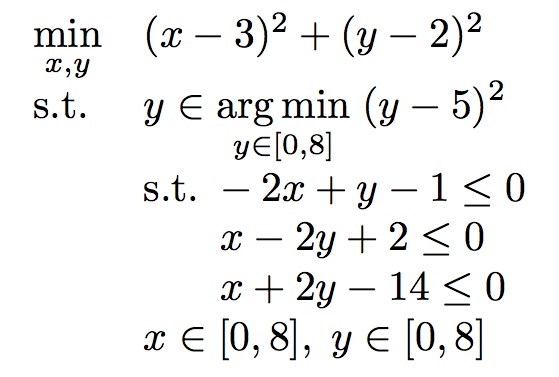 min (x − 3)² + (y − 2)²
x,y
s.t. y ∈ arg min (y − 5)²
y∈[0,8]
s.t. − 2x + y − 1 ≤ 0
x − 2y + 2 ≤ 0
x + 2y − 14 ≤ 0
x ∈ [0, 8], y ∈ [0, 8]